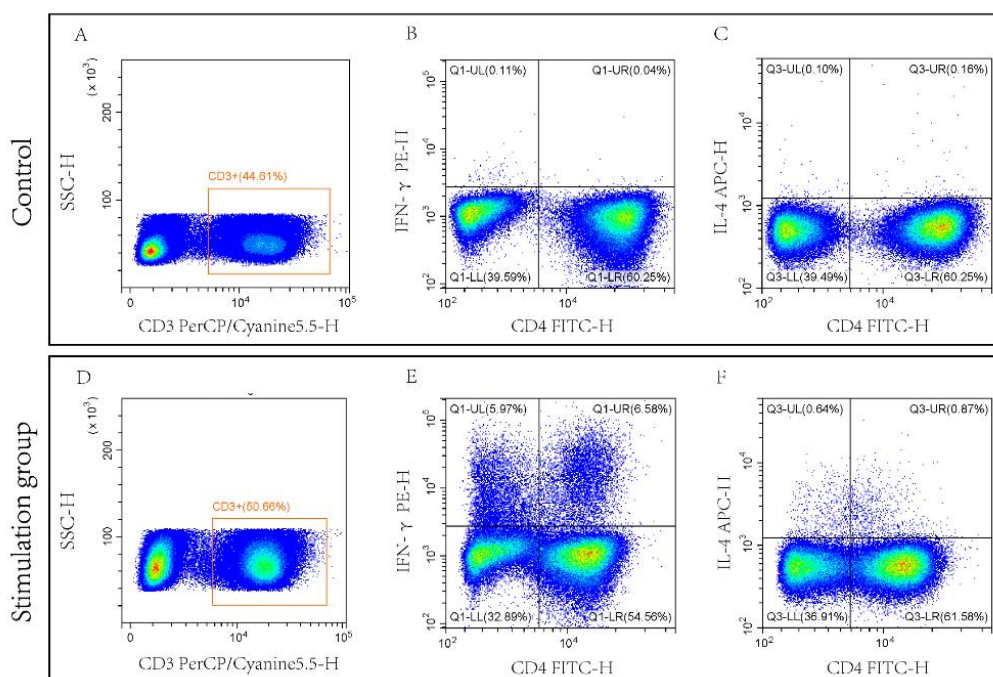 Control
A
(× 10³)
SSC-H
200
100
CD3+(44.61%)
0
10⁴
10⁵
CD3 PerCP/Cyanine5.5-H
B
Q1-UL(0.11%)
Q1-UR(0.04%)
IFN-γ PE-H
10⁵
10⁴
10³
10²
Q1-LL(39.59%)
Q1-LR(60.25%)
10²
10⁴
CD4 FITC-H
C
Q3-UL(0.10%)
Q3-UR(0.16%)
IL-4 APC-H
10⁴
10³
10²
Q3-LL(39.49%)
Q3-LR(60.25%)
10²
10⁴
CD4 FITC-H
Stimulation group
D
(× 10³)
SSC-H
200
100
CD3+(50.66%)
0
10⁴
10⁵
CD3 PerCP/Cyanine5.5-H
E
Q1-UL(5.97%)
Q1-UR(6.58%)
IFN-γ PE-H
10⁵
10⁴
10³
10²
Q1-LL(32.89%)
Q1-LR(54.56%)
10²
10⁴
CD4 FITC-H
F
Q3-UL(0.64%)
Q3-UR(0.87%)
IL-4 APC-H
10⁴
10³
10²
Q3-LL(36.91%)
Q3-LR(61.58%)
10²
10⁴
CD4 FITC-H